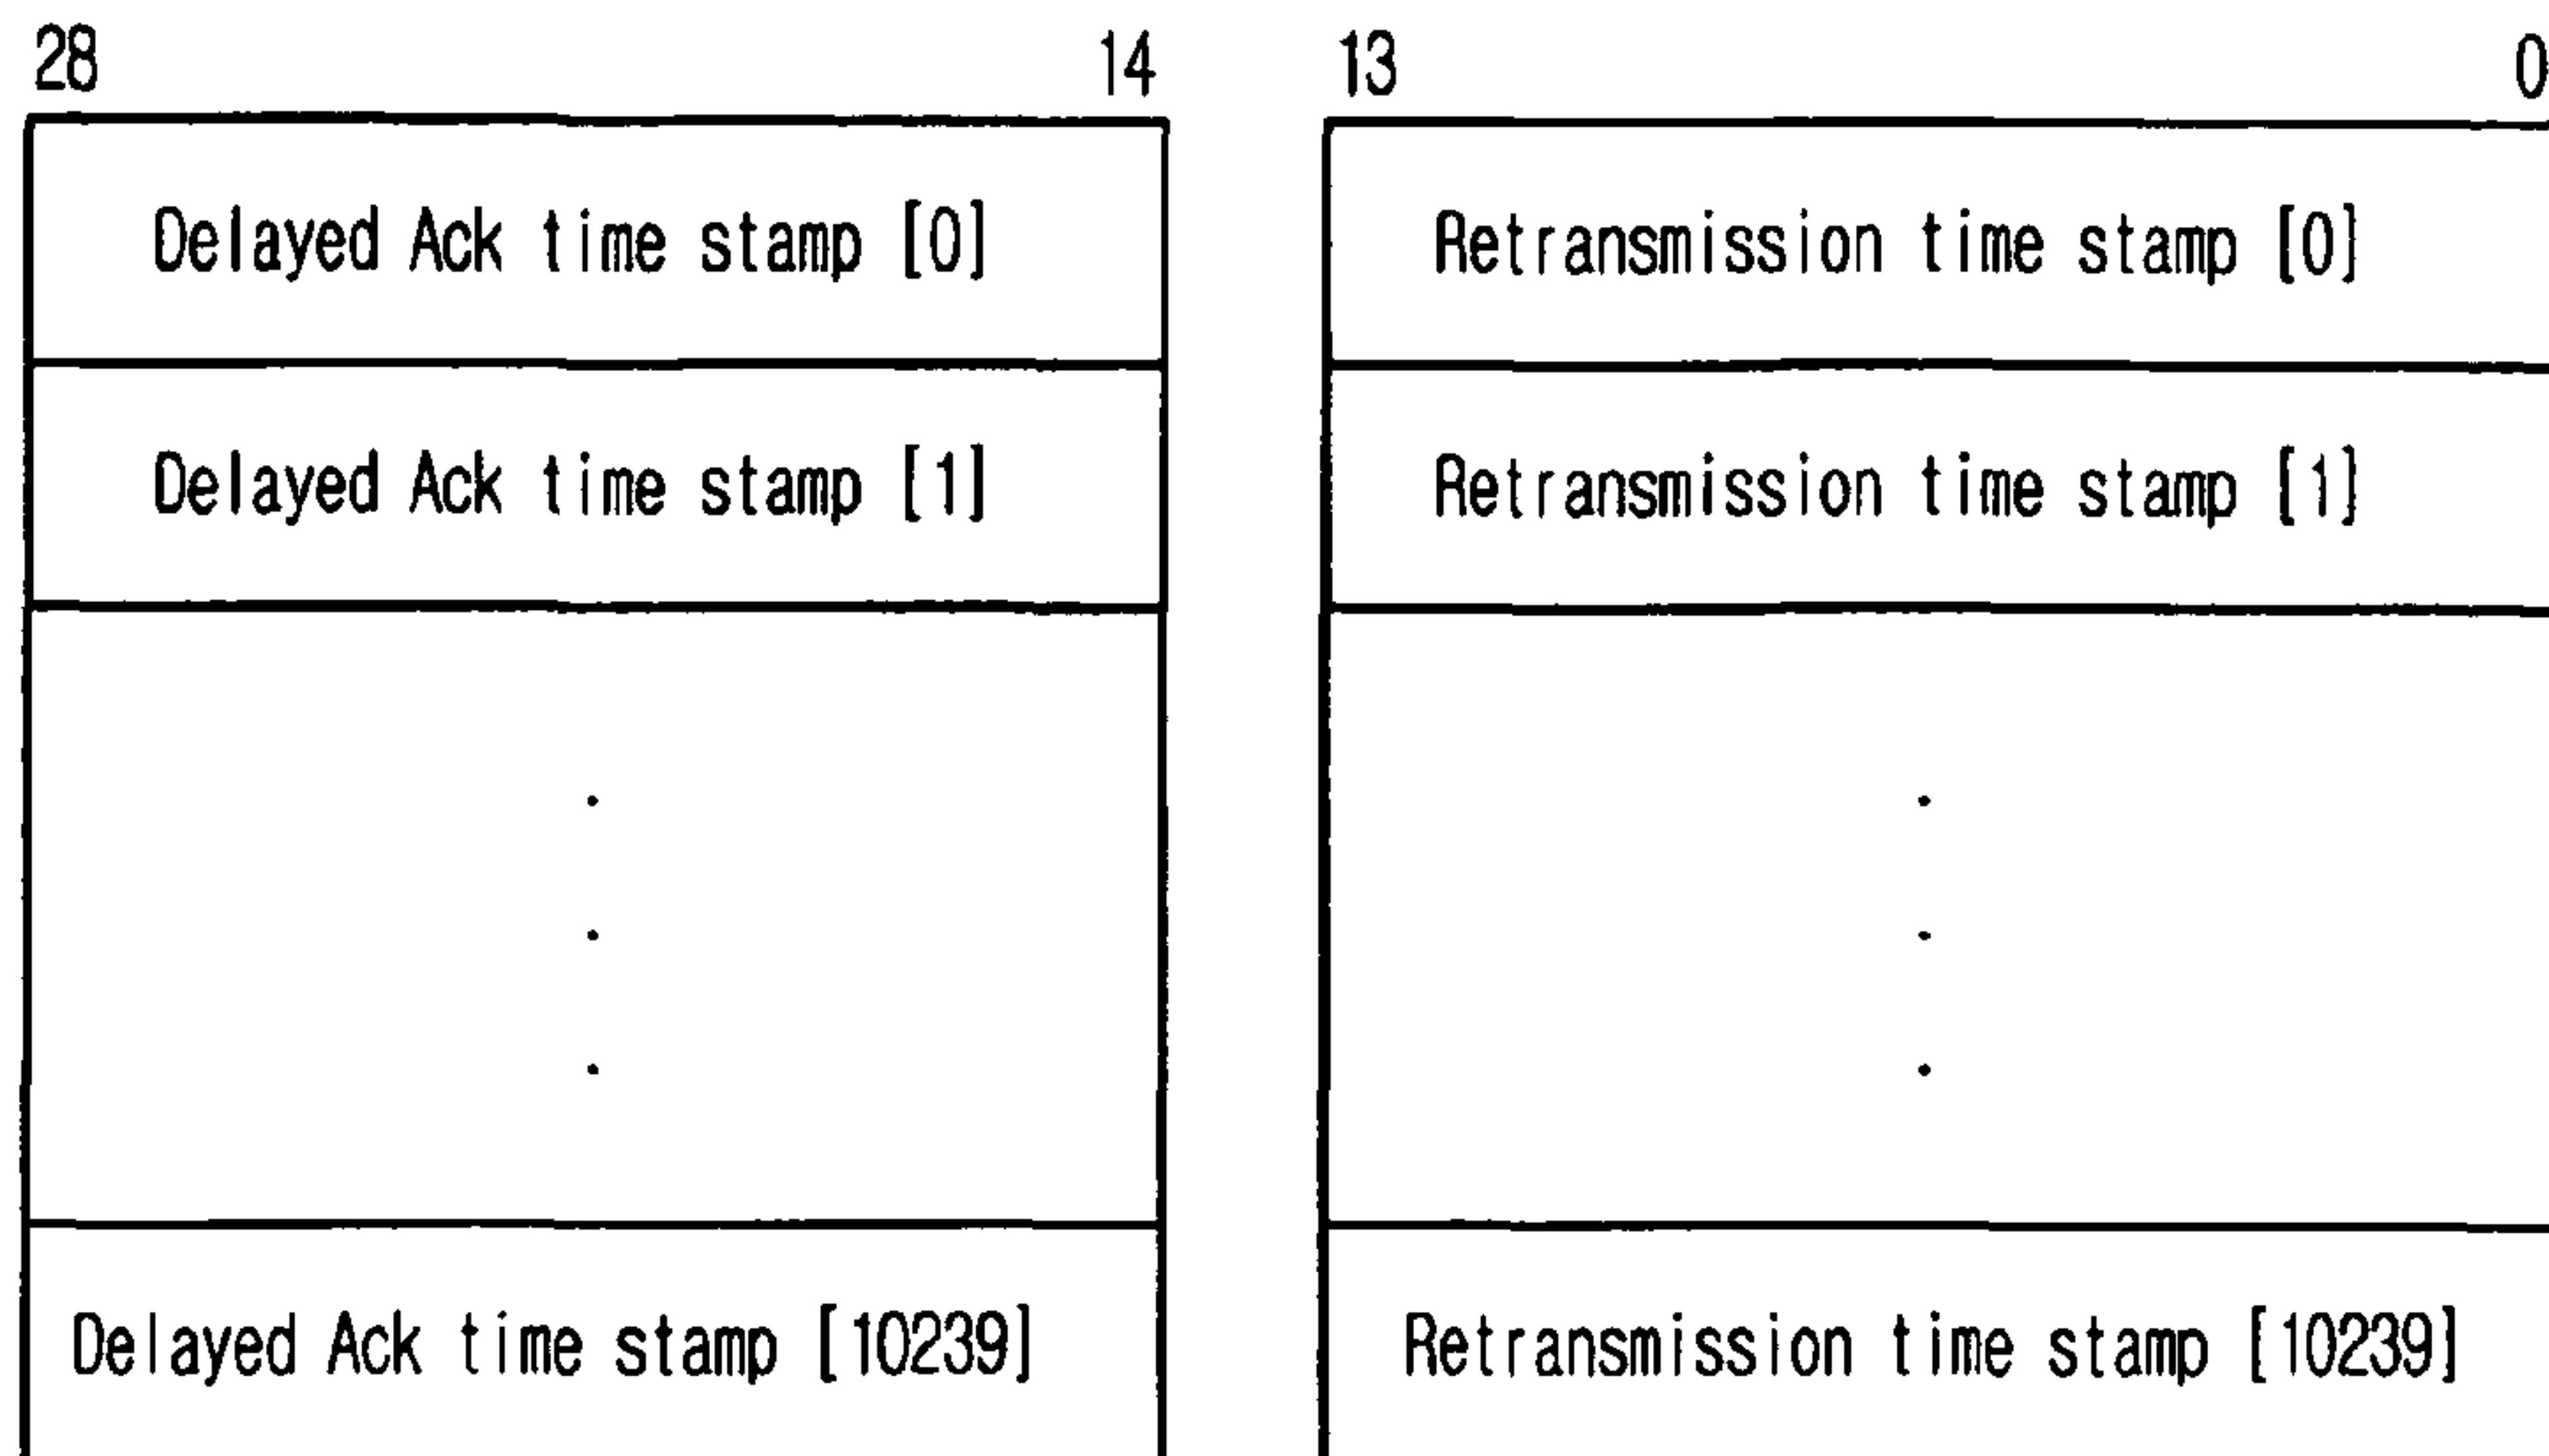 28 14 13 0
Delayed Ack time stamp [0] Retransmission time stamp [0]
Delayed Ack time stamp [1] Retransmission time stamp [1]
Delayed Ack time stamp [10239] Retransmission time stamp [10239]